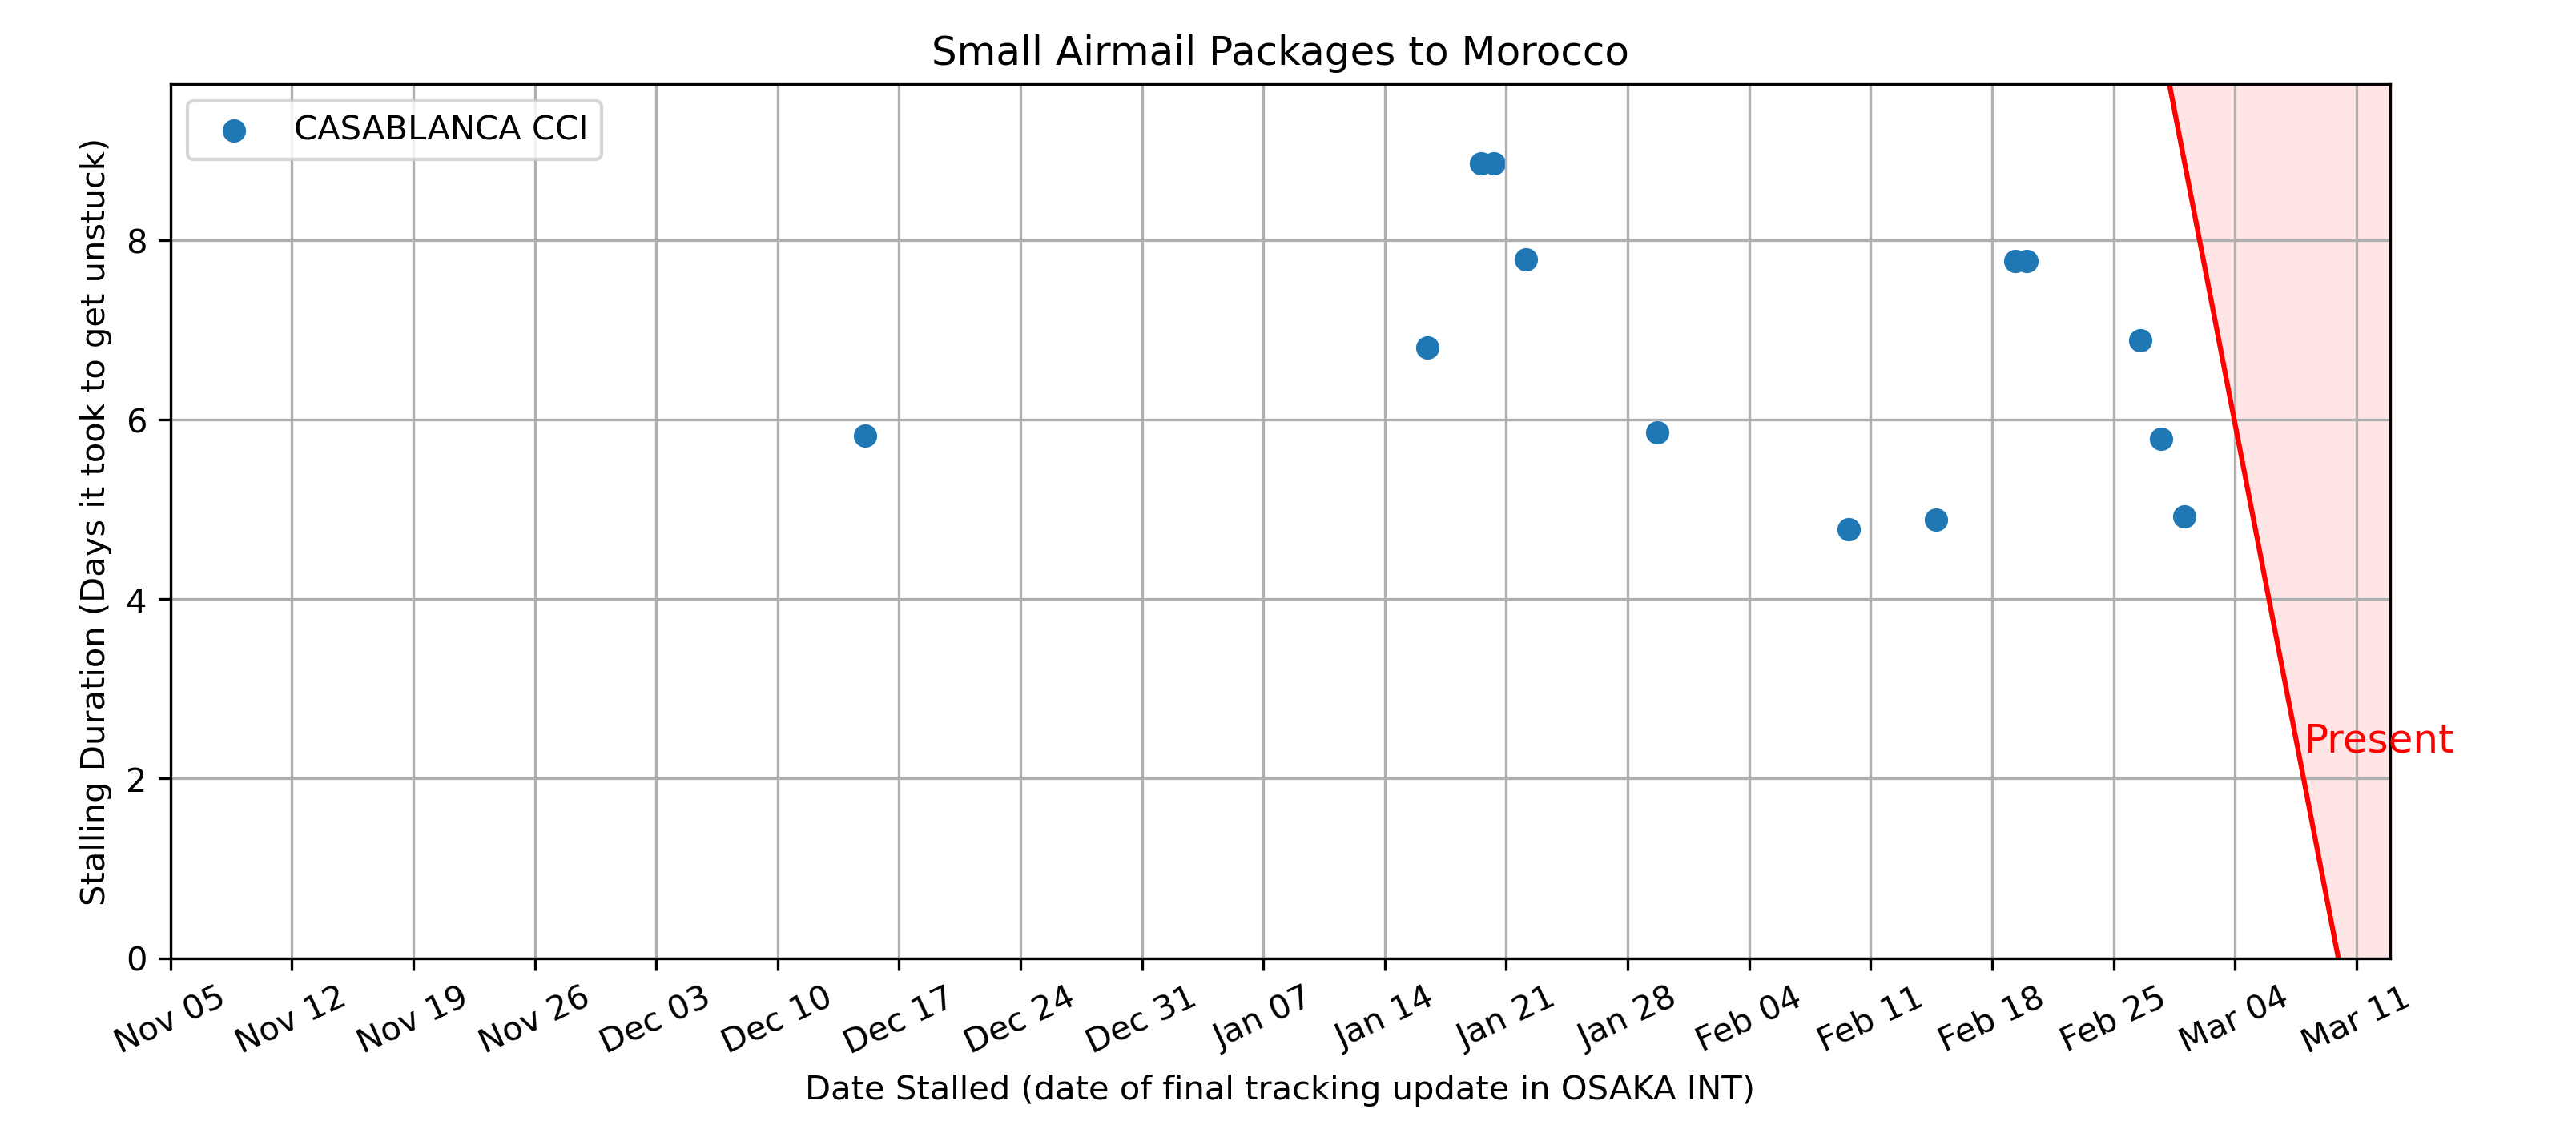 Small Airmail Packages to Morocco
CASABLANCA CCI
Stalling Duration (Days it took to get unstuck)
8
6
4
2
0
Present
Nov 05
Nov 12
Nov 19
Nov 26
Dec 03
Dec 10
Dec 17
Dec 24
Dec 31
Jan 07
Jan 14
Jan 21
Jan 28
Feb 04
Feb 11
Feb 18
Feb 25
Mar 04
Mar 11
Date Stalled (date of final tracking update in OSAKA INT)